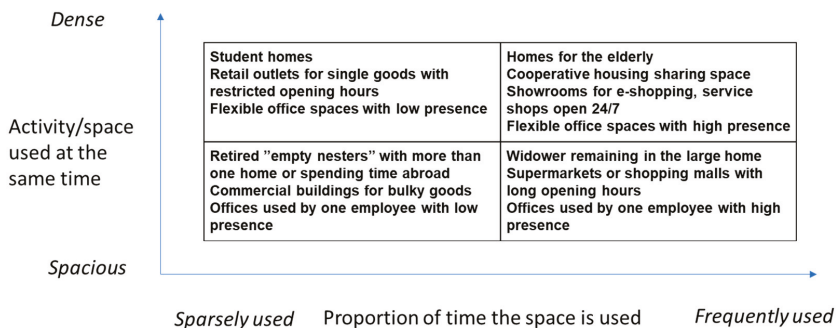 Dense
Student homes
Retail outlets for single goods with
restricted opening hours
Flexible office spaces with low presence
Homes for the elderly
Cooperative housing sharing space
Showrooms for e-shopping, service
shops open 24/7
Flexible office spaces with high presence
Activity/space
used at the
same time
Retired ”empty nesters” with more than
one home or spending time abroad
Commercial buildings for bulky goods
Offices used by one employee with low
presence
Widower remaining in the large home
Supermarkets or shopping malls with
long opening hours
Offices used by one employee with high
presence
Spacious
Sparsely used
Proportion of time the space is used
Frequently used